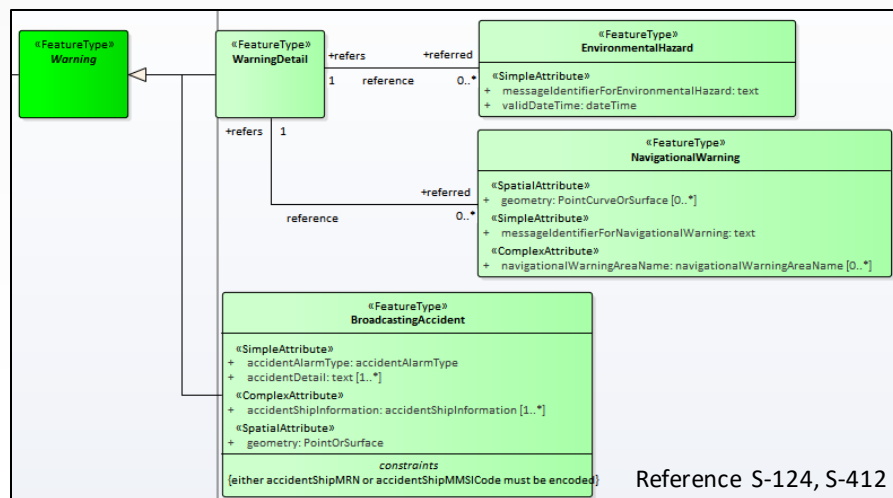 «FeatureType»
Warning
«FeatureType»
WarningDetail
+refers
+referred
1
reference
0..*
«FeatureType»
EnvironmentalHazard
«SimpleAttribute»
+ messageIdentifierForEnvironmentalHazard: text
+ validDateTime: dateTime
+refers
1
+referred
reference
0..*
«FeatureType»
NavigationalWarning
«SpatialAttribute»
+ geometry: PointCurveOrSurface [0..*]
«SimpleAttribute»
+ messageIdentifierForNavigationalWarning: text
«ComplexAttribute»
+ navigationalWarningAreaName: navigationalWarningAreaName [0..*]
«FeatureType»
BroadcastingAccident
«SimpleAttribute»
+ accidentAlarmType: accidentAlarmType
+ accidentDetail: text [1..*]
«ComplexAttribute»
+ accidentShipInformation: accidentShipInformation [1..*]
«SpatialAttribute»
+ geometry: PointOrSurface
constraints
{either accidentShipMRN or accidentShipMMSICode must be encoded}
Reference S-124, S-412